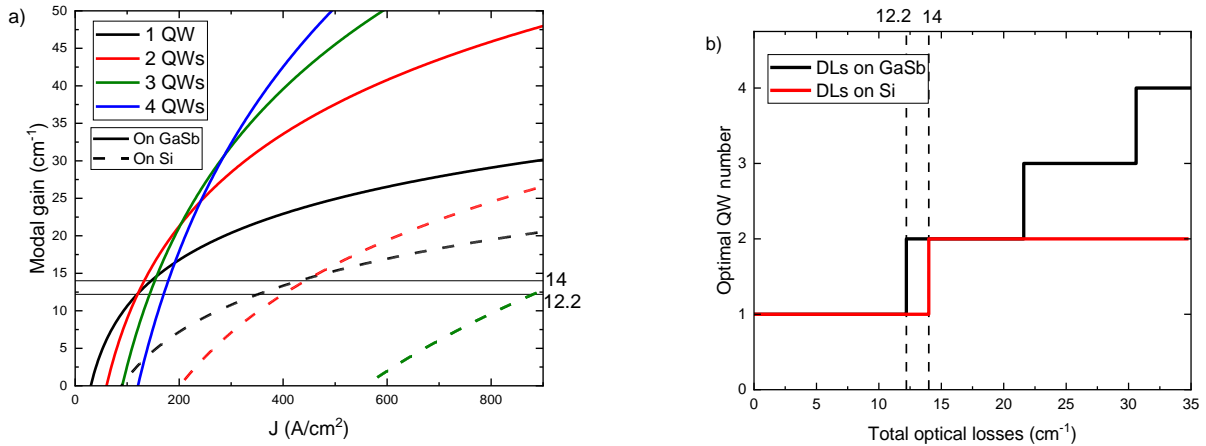 a)
50
45
40
35
30
25
20
15
10
5
0
Modal gain (cm-1)
1 QW
2 QWs
3 QWs
4 QWs
On GaSb
On Si
14
12.2
0 200 400 600 800
J (A/cm2)
12.2 14
b)
DLs on GaSb
DLs on Si
4
3
2
1
0
Optimal QW number
0 5 10 15 20 25 30 35
Total optical losses (cm-1)